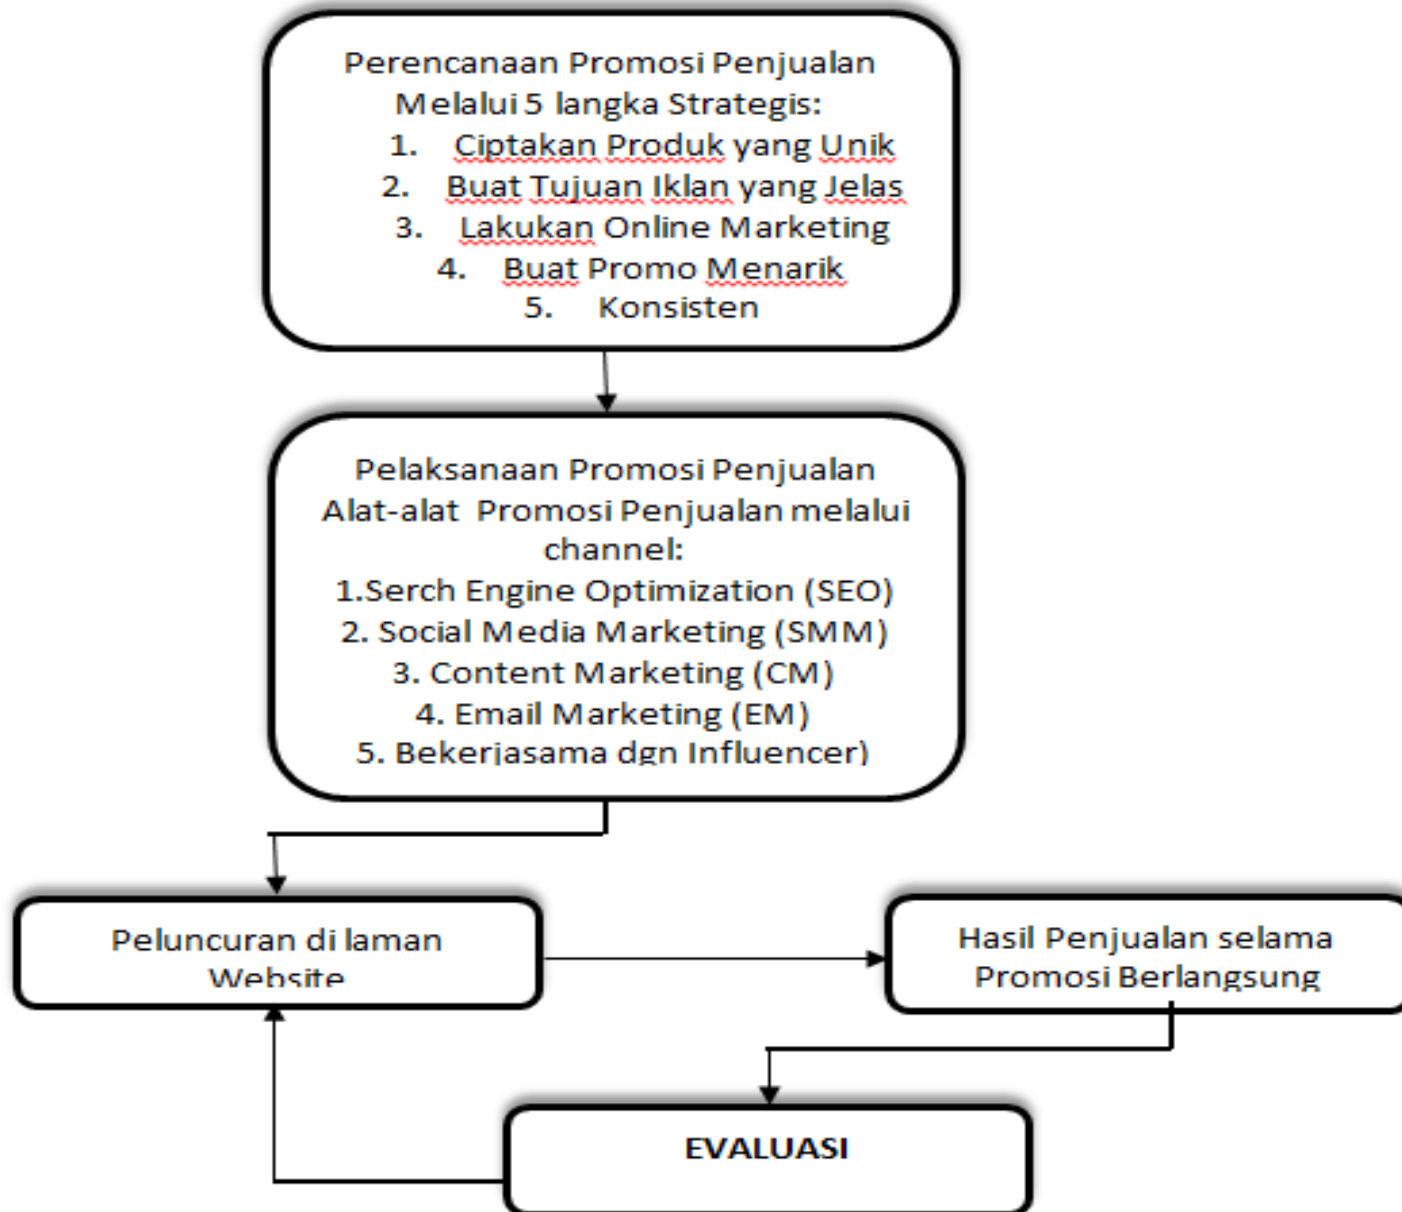 Perencanaan Promosi Penjualan
Melalui 5 langka Strategis:
1. Ciptakan Produk yang Unik
2. Buat Tujuan Iklan yang Jelas
3. Lakukan Online Marketing
4. Buat Promo Menarik
5. Konsisten
Pelaksanaan Promosi Penjualan
Alat-alat Promosi Penjualan melalui
channel:
1.Serch Engine Optimization (SEO)
2. Social Media Marketing (SMM)
3. Content Marketing (CM)
4. Email Marketing (EM)
5. Bekerjasama dgn Influencer)
Peluncuran di laman
Website
Hasil Penjualan selama
Promosi Berlangsung
EVALUASI